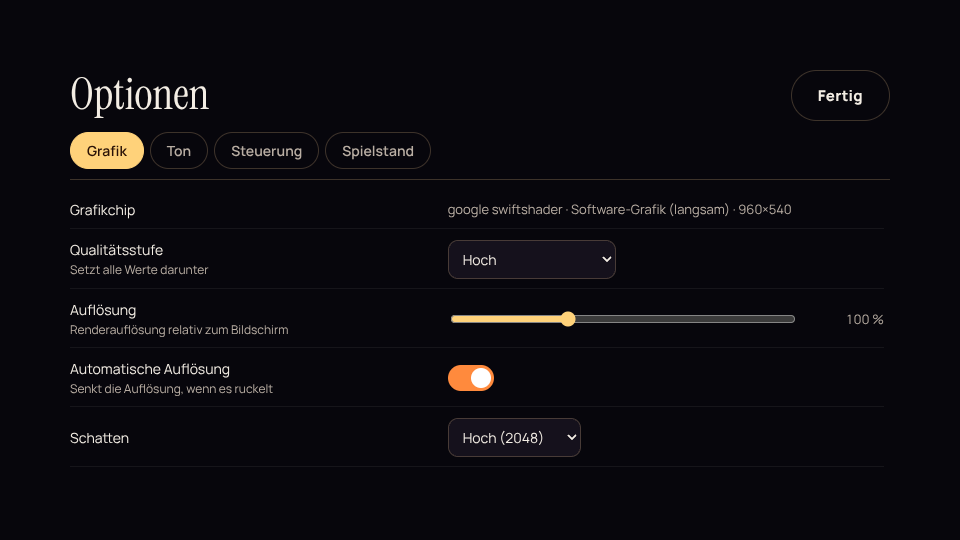 Optionen
Fertig
Grafik
Ton
Steuerung
Spielstand
Grafikchip
google swiftshader · Software-Grafik (langsam) · 960×540
Qualitätsstufe
Setzt alle Werte darunter
Hoch
Auflösung
Renderauflösung relativ zum Bildschirm
100 %
Automatische Auflösung
Senkt die Auflösung, wenn es ruckelt
Schatten
Hoch (2048)